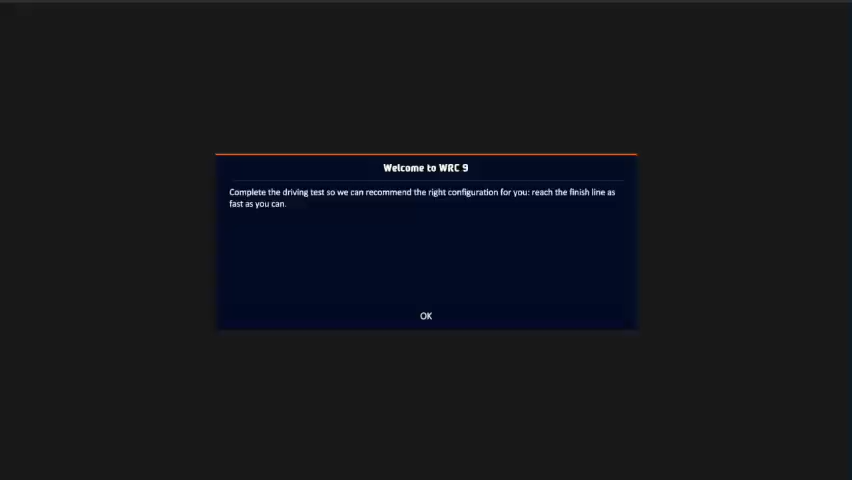 Welcome to WRC 9
Complete the driving test so we can recommend the right configuration for you: reach the finish line as
fast as you can.
OK